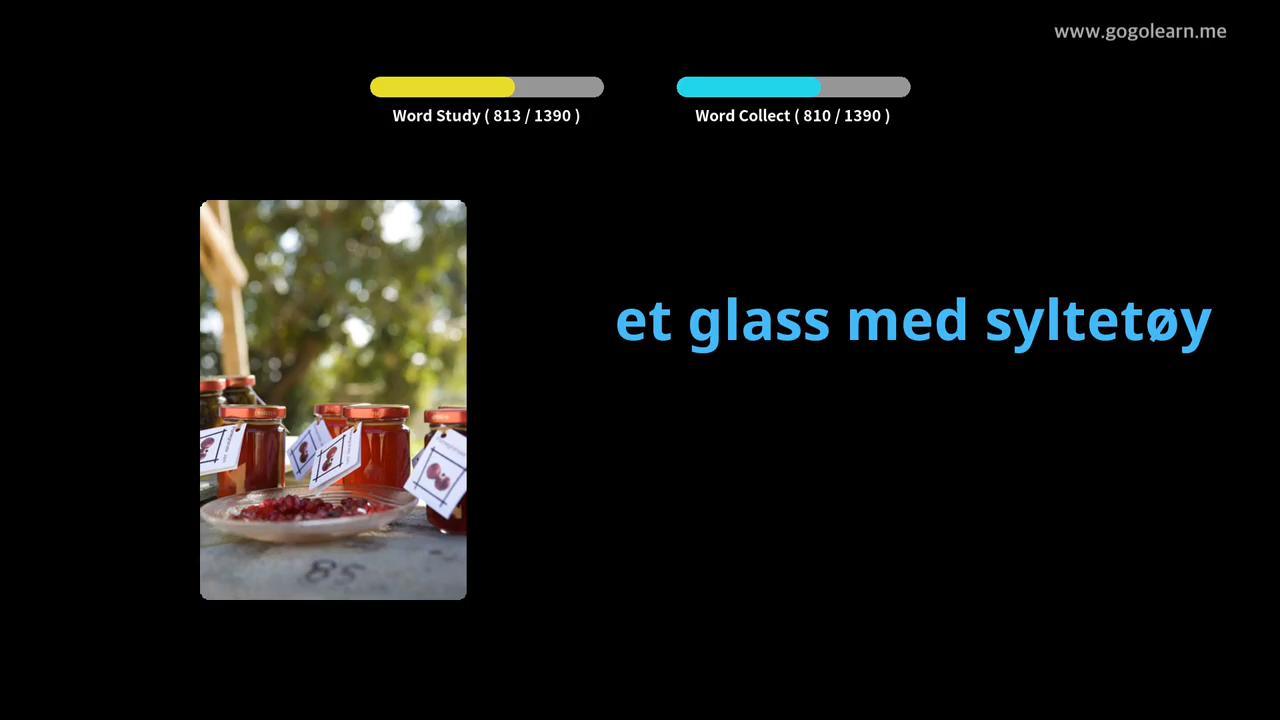 www.gogolearn.me
Word Study ( 813 / 1390 )
Word Collect ( 810 / 1390 )
et glass med syltetøy
85